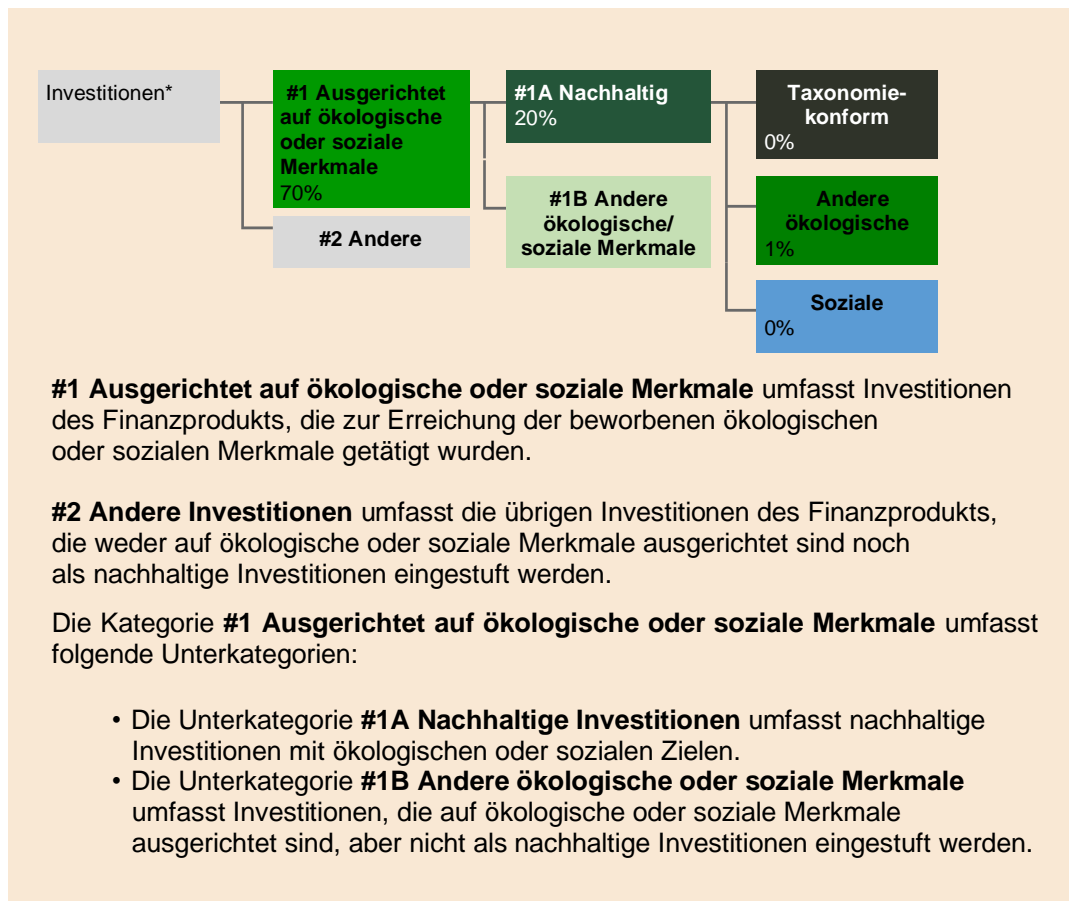 Investitionen*
#1 Ausgerichtet
auf ökologische
oder soziale
Merkmale
70%
#2 Andere
#1A Nachhaltig
20%
#1B Andere
ökologische/
soziale Merkmale
Taxonomie-
konform
0%
Andere
ökologische
1%
Soziale
0%
#1 Ausgerichtet auf ökologische oder soziale Merkmale umfasst Investitionen
des Finanzprodukts, die zur Erreichung der beworbenen ökologischen
oder sozialen Merkmale getätigt wurden.
#2 Andere Investitionen umfasst die übrigen Investitionen des Finanzprodukts,
die weder auf ökologische oder soziale Merkmale ausgerichtet sind noch
als nachhaltige Investitionen eingestuft werden.
Die Kategorie #1 Ausgerichtet auf ökologische oder soziale Merkmale umfasst
folgende Unterkategorien:
• Die Unterkategorie #1A Nachhaltige Investitionen umfasst nachhaltige
Investitionen mit ökologischen oder sozialen Zielen.
• Die Unterkategorie #1B Andere ökologische oder soziale Merkmale
umfasst Investitionen, die auf ökologische oder soziale Merkmale
ausgerichtet sind, aber nicht als nachhaltige Investitionen eingestuft werden.